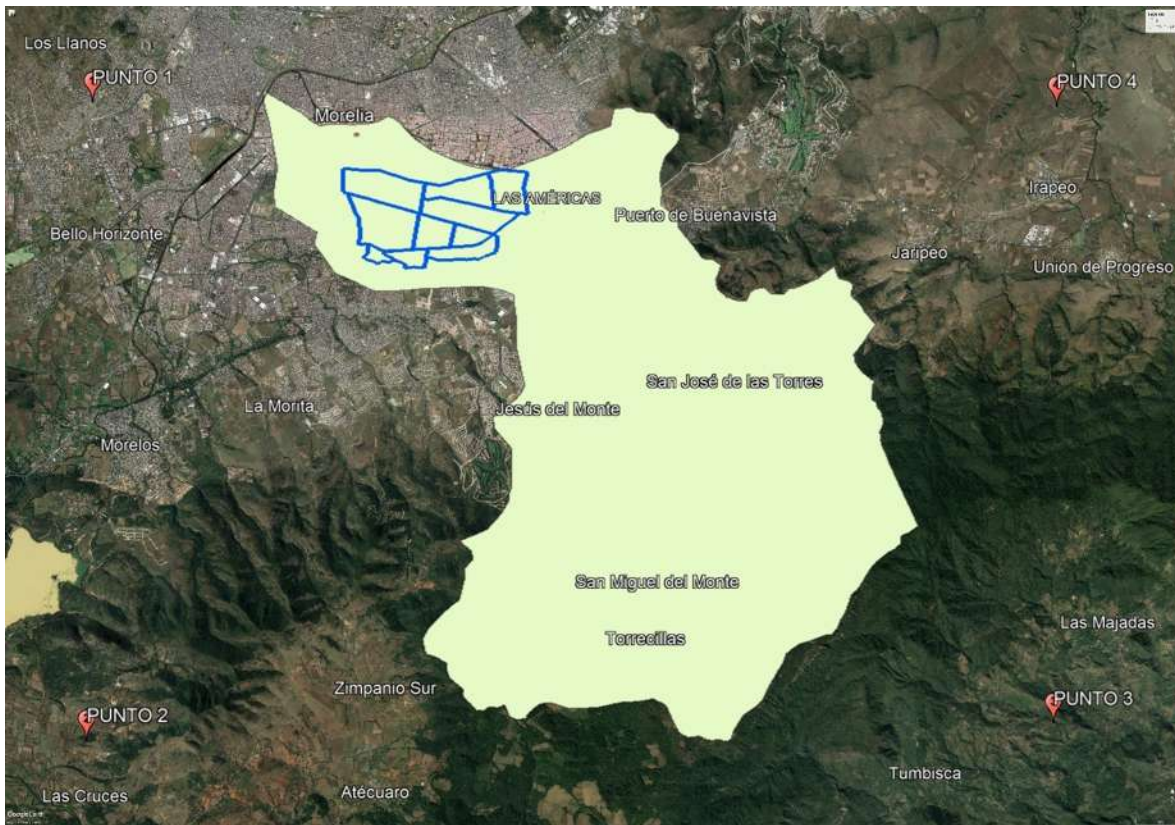 Los Llanos
PUNTO 1
PUNTO 4
Morelia
LAS AMÉRICAS
Irapeo
Puerto de Buenavista
Bello Horizonte
Jaripeo
Unión de Progreso
San José de las Torres
La Morita
Jesús del Monte
Morelos
San Miguel del Monte
Las Majadas
Torrecillas
Zimpanio Sur
PUNTO 3
PUNTO 2
Tumbisca
Las Cruces
Atécuaro
Google Earth